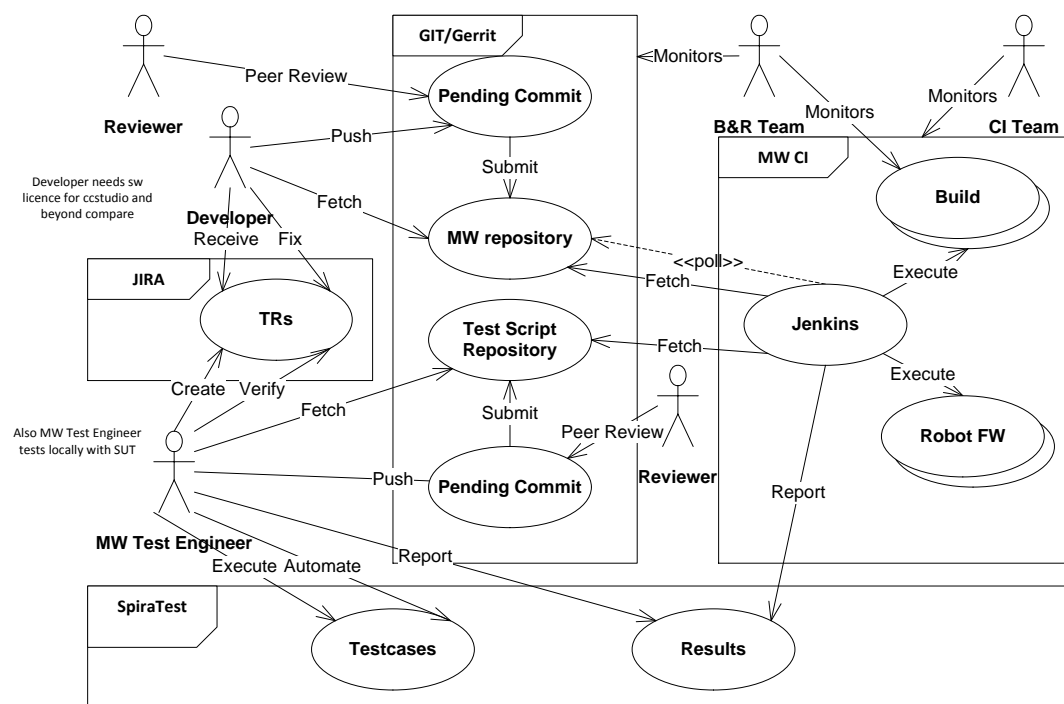 GIT/Gerrit
Peer Review
Monitors
Pending Commit
Reviewer
Push
Monitors
Monitors
B&R Team
CI Team
MW CI
Submit
Developer needs sw
licence for ccstudio and
beyond compare
Fetch
Build
Developer
Receive
Fix
MW repository
<<poll>>
Execute
JIRA
Fetch
TRs
Test Script
Repository
Jenkins
Fetch
Create
Verify
Execute
Fetch
Submit
Also MW Test Engineer
tests locally with SUT
Peer Review
Robot FW
Push
Pending Commit
Reviewer
Report
MW Test Engineer
Report
Execute
Automate
SpiraTest
Testcases
Results